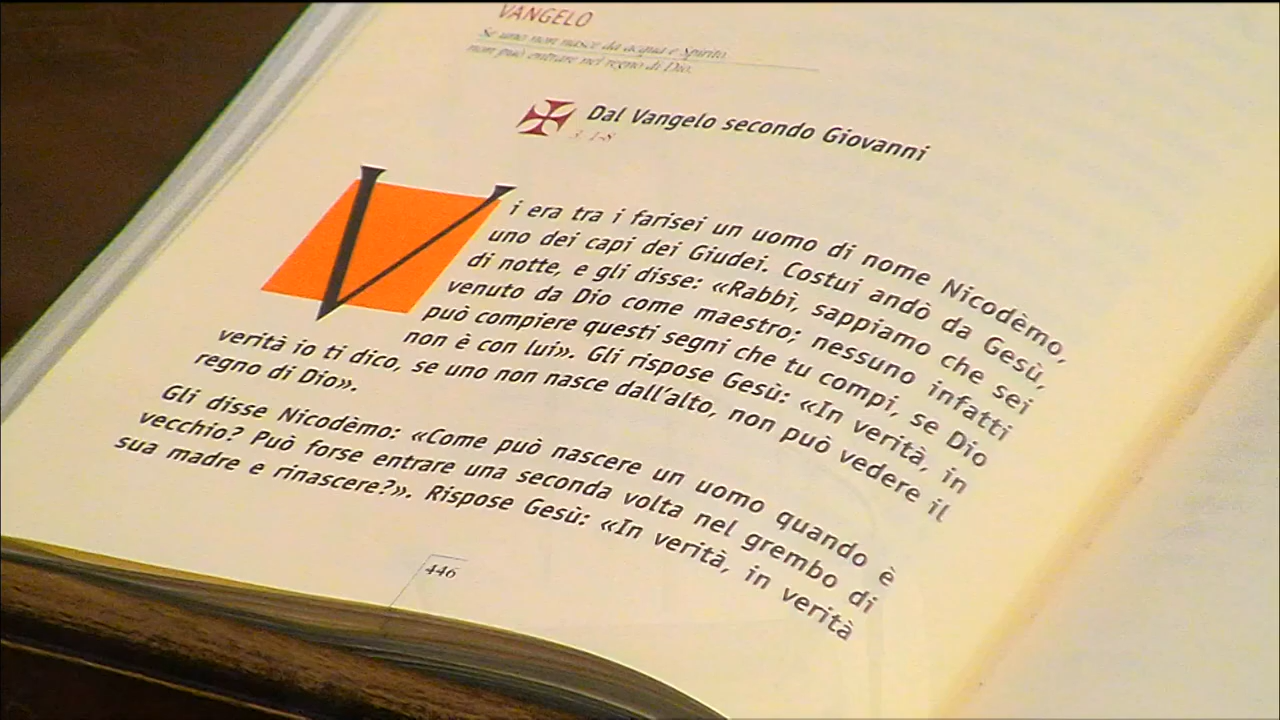 VANGELO
Se uno non nasce da acqua e Spirito
non può entrare nel regno di Dio.
Dal Vangelo secondo Giovanni
3, 1-8
Vi era tra i farisei un uomo di nome Nicodèmo,
uno dei capi dei Giudei. Costui andò da Gesù,
di notte, e gli disse: «Rabbì, sappiamo che sei
venuto da Dio come maestro; nessuno infatti
può compiere questi segni che tu compi, se Dio
non è con lui». Gli rispose Gesù: «In verità, in
verità io ti dico, se uno non nasce dall'alto, non può vedere il
regno di Dio».
Gli disse Nicodèmo: «Come può nascere un uomo quando è
vecchio? Può forse entrare una seconda volta nel grembo di
sua madre e rinascere?». Rispose Gesù: «In verità, in verità
446